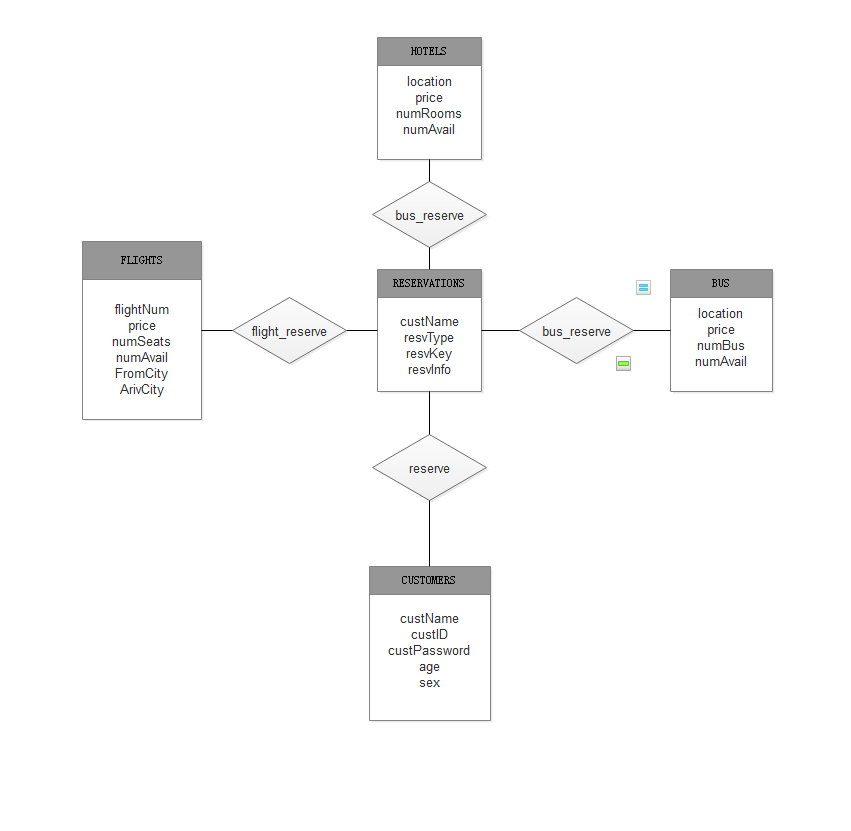 HOTELS
location
price
numRooms
numAvail
bus_reserve
FLIGHTS
flightNum
price
numSeats
numAvail
FromCity
ArivCity
flight_reserve
RESERVATIONS
custName
resvType
resvKey
resvInfo
bus_reserve
BUS
location
price
numBus
numAvail
reserve
CUSTOMERS
custName
custID
custPassword
age
sex